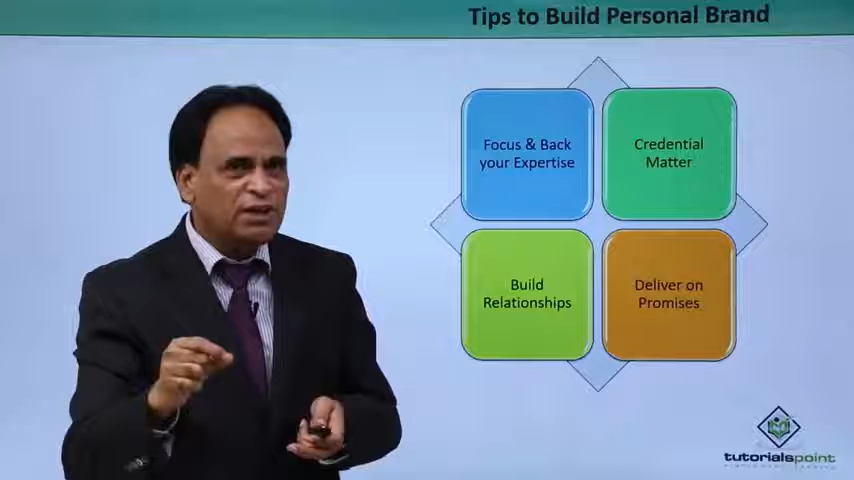 Tips to Build Personal Brand
Focus & Back
your Expertise
Credential
Matter
Build
Relationships
Deliver on
Promises
tutorialspoint